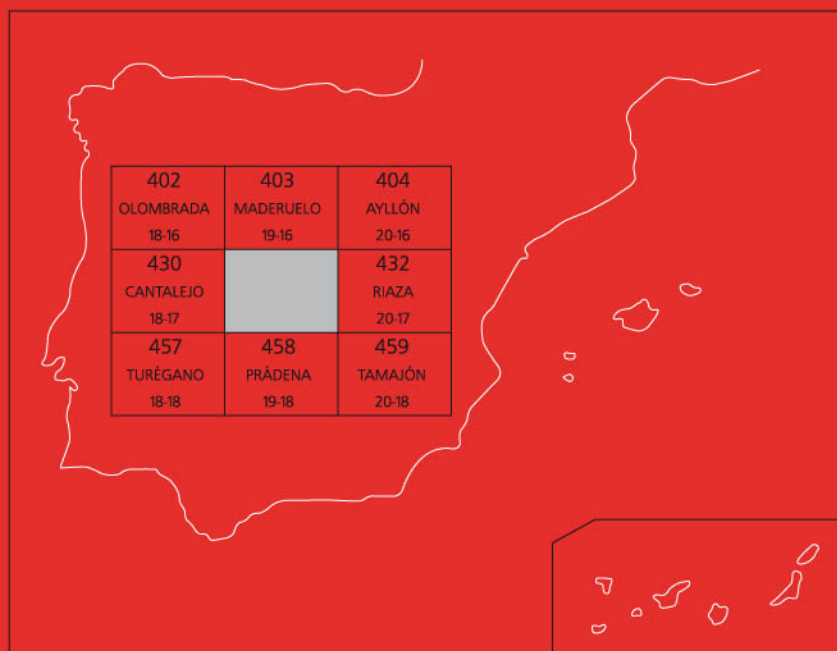 402 403 404
OLOMBRADA MADERUELO AYLLÓN
18-16 19-16 20-16
430 432
CANTALEJO RIAZA
18-17 20-17
457 458 459
TURÉGANO PRÁDENA TAMAJÓN
18-18 19-18 20-18